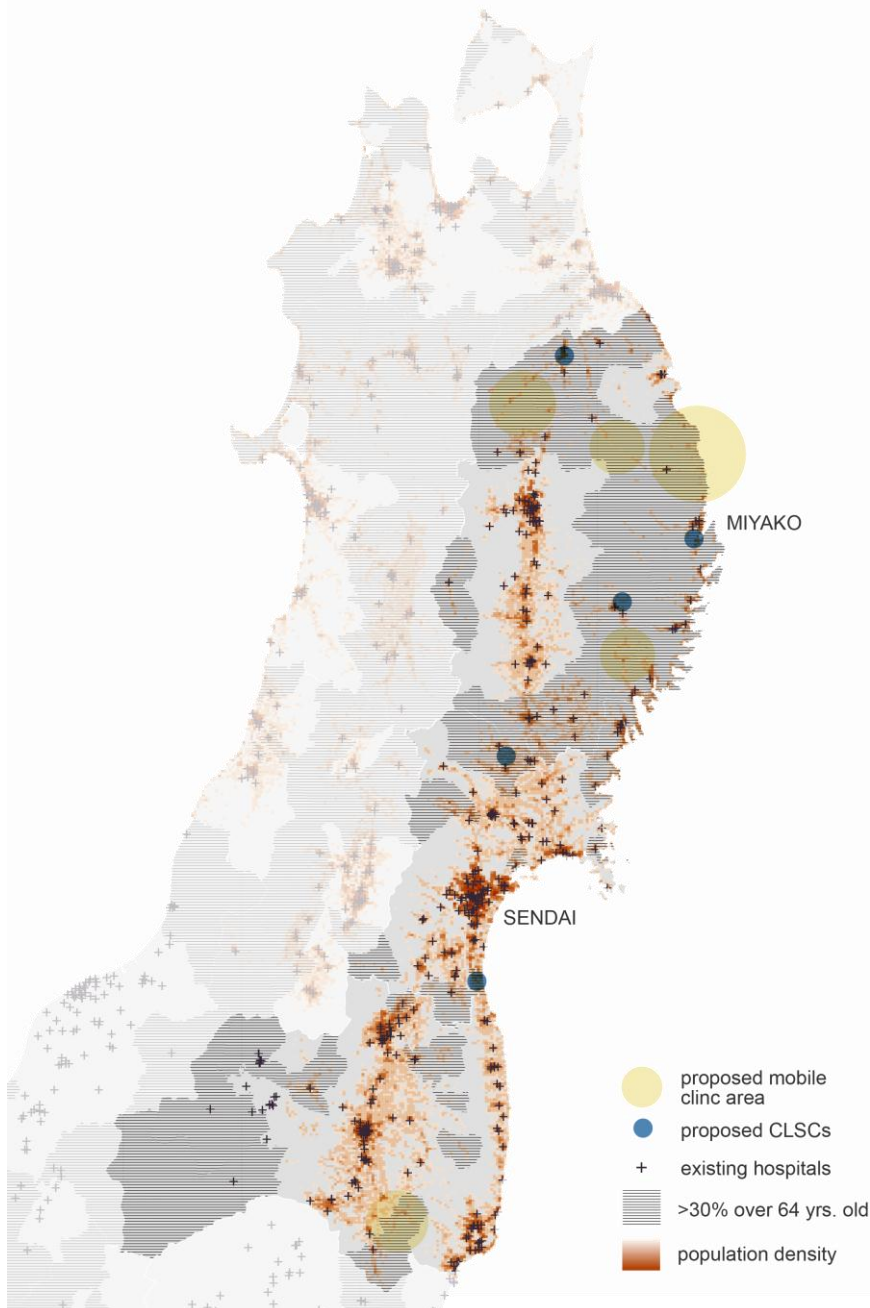 MIYAKO
SENDAI
proposed mobile
clinc area
proposed CLSCs
existing hospitals
>30% over 64 yrs. old
population density